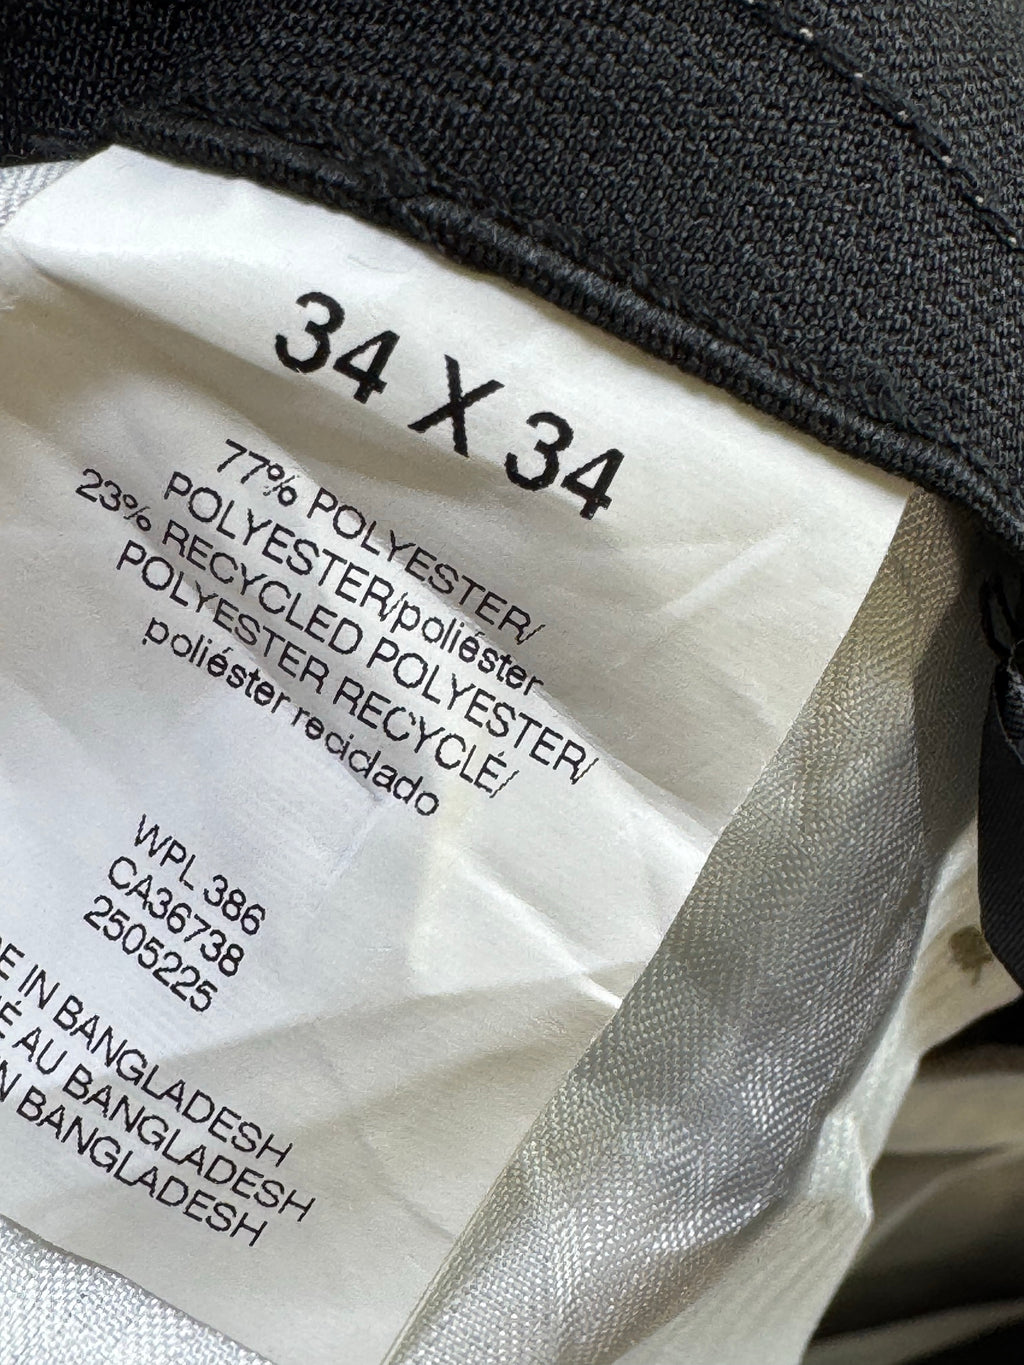 34 X 34
77% POLYESTER/
POLYESTER/poliéster
23% RECYCLED POLYESTER/
POLYESTER RECYCLÉ/
poliéster reciclado
WPL 386
CA36738
2505225
IN BANGLADESH
AU BANGLADESH
BANGLADESH